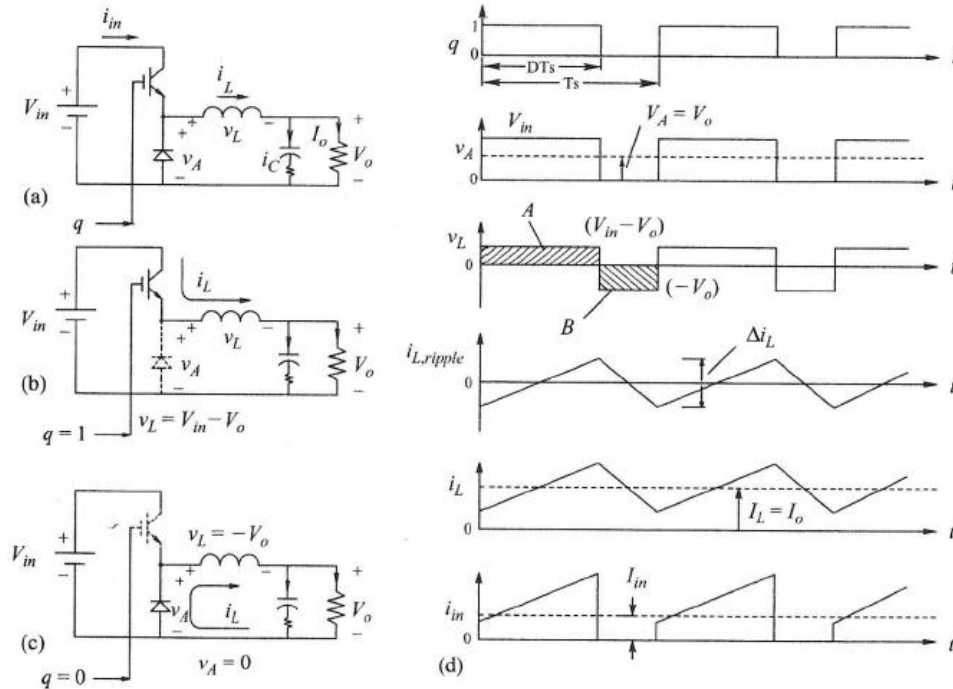 i_in
+
V_in
−
i_L
+
v_L
−
+
v_A
−
i_C
I_o
+
V_o
−
(a)
q
i_L
+
V_in
−
+
v_L
−
+
v_A
−
+
V_o
−
(b)
q = 1
v_L = V_in − V_o
v_L = −V_o
+
V_in
−
+
−
+
v_A
−
i_L
+
V_o
−
(c)
v_A = 0
q = 0
1
q
0
t
DTs
Ts
V_in
V_A = V_o
v_A
0
t
A
(V_in − V_o)
v_L
0
t
(−V_o)
B
Δi_L
i_L,ripple
0
t
i_L
I_L = I_o
0
t
I_in
i_in
0
t
(d)